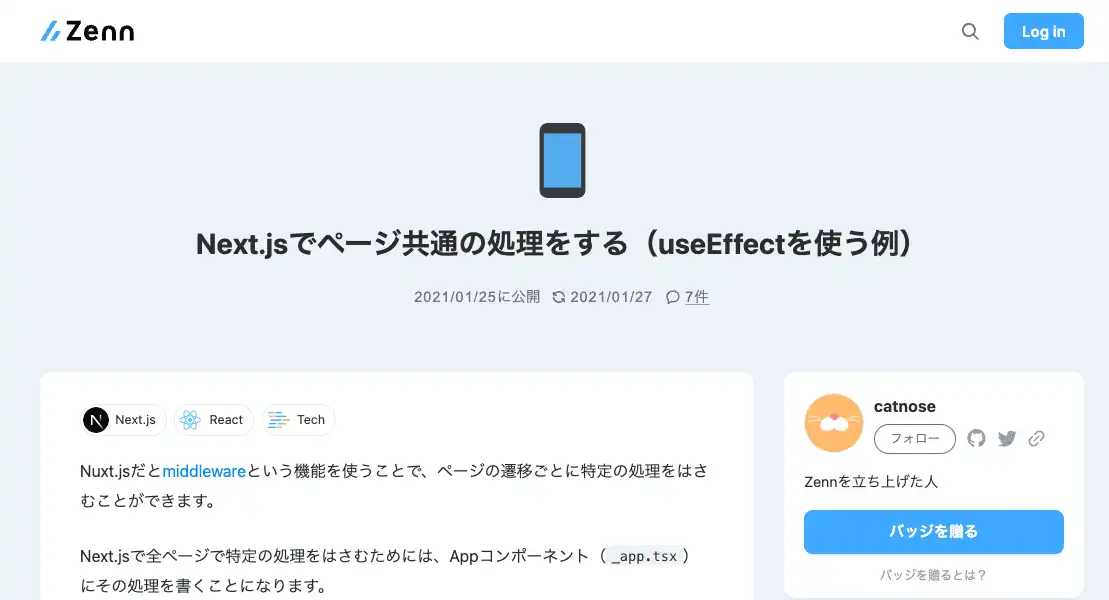 Zenn
Log in
Next.jsでページ共通の処理をする（useEffectを使う例）
2021/01/25に公開 2021/01/27 7件
N Next.js React Tech
Nuxt.jsだとmiddlewareという機能を使うことで、ページの遷移ごとに特定の処理をはさ
むことができます。
Next.jsで全ページで特定の処理をはさむためには、Appコンポーネント（_app.tsx）
にその処理を書くことになります。
catnose
フォロー
Zennを立ち上げた人
バッジを贈る
バッジを贈るとは？